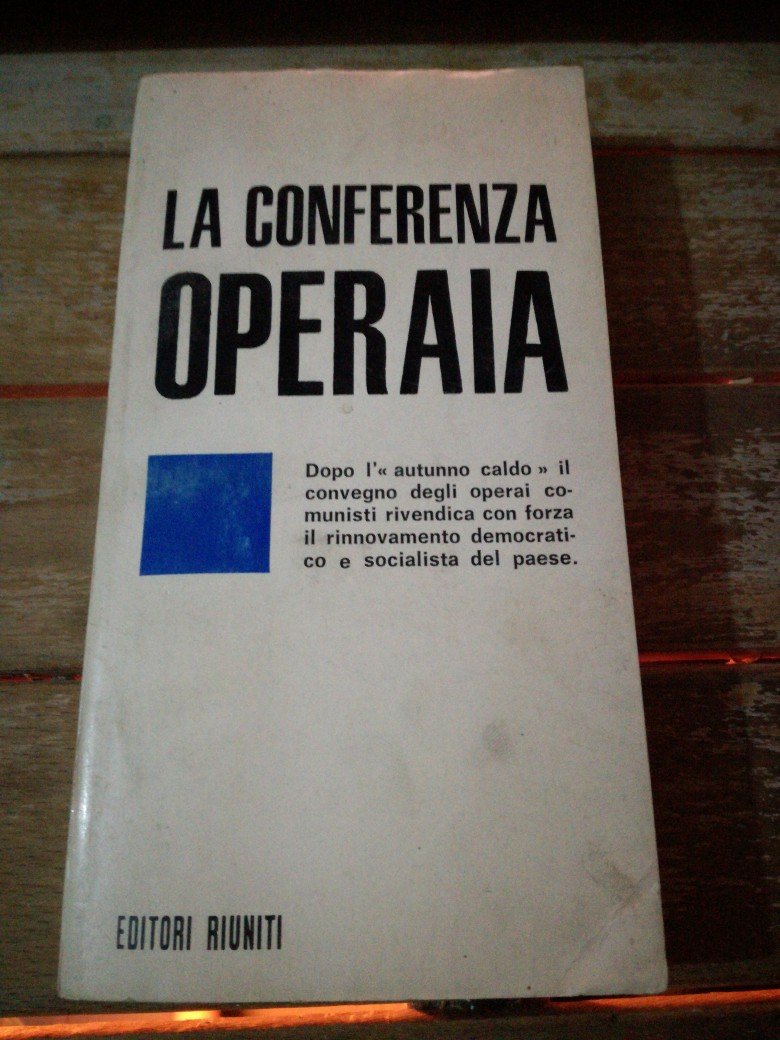 LA CONFERENZA
OPERAIA
Dopo l'« autunno caldo » il
convegno degli operai co-
munisti rivendica con forza
il rinnovamento democrati-
co e socialista del paese.
EDITORI RIUNITI